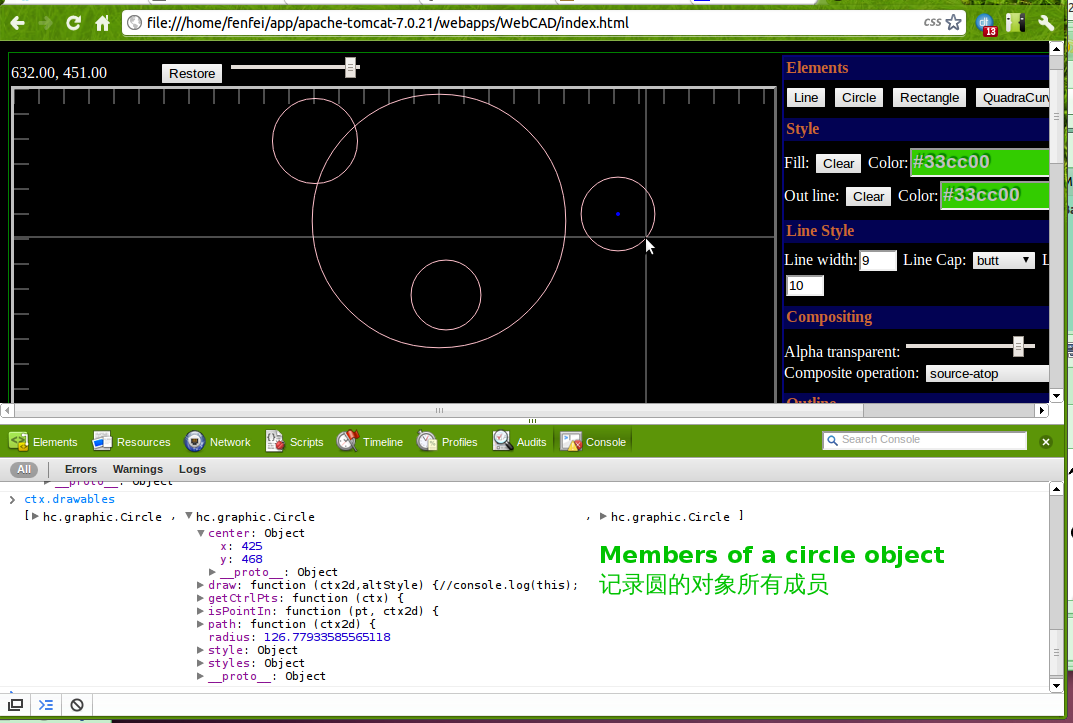 file:///home/fenfei/app/apache-tomcat-7.0.21/webapps/WebCAD/index.html
css
13
632.00, 451.00
Restore
Elements
Line Circle Rectangle QuadraCurv
Style
Fill: Clear Color: #33cc00
Out line: Clear Color: #33cc00
Line Style
Line width: 9 Line Cap: butt L
10
Compositing
Alpha transparent:
Composite operation: source-atop
Outline
Elements Resources Network Scripts Timeline Profiles Audits Console Search Console
All Errors Warnings Logs
__proto__: Object
ctx.drawables
[ hc.graphic.Circle , hc.graphic.Circle , hc.graphic.Circle ]
center: Object
x: 425
y: 468
__proto__: Object
draw: function (ctx2d,altStyle) {//console.log(this);
getCtrlPts: function (ctx) {
isPointIn: function (pt, ctx2d) {
path: function (ctx2d) {
radius: 126.77933585565118
style: Object
styles: Object
__proto__: Object
Members of a circle object
记录圆的对象所有成员